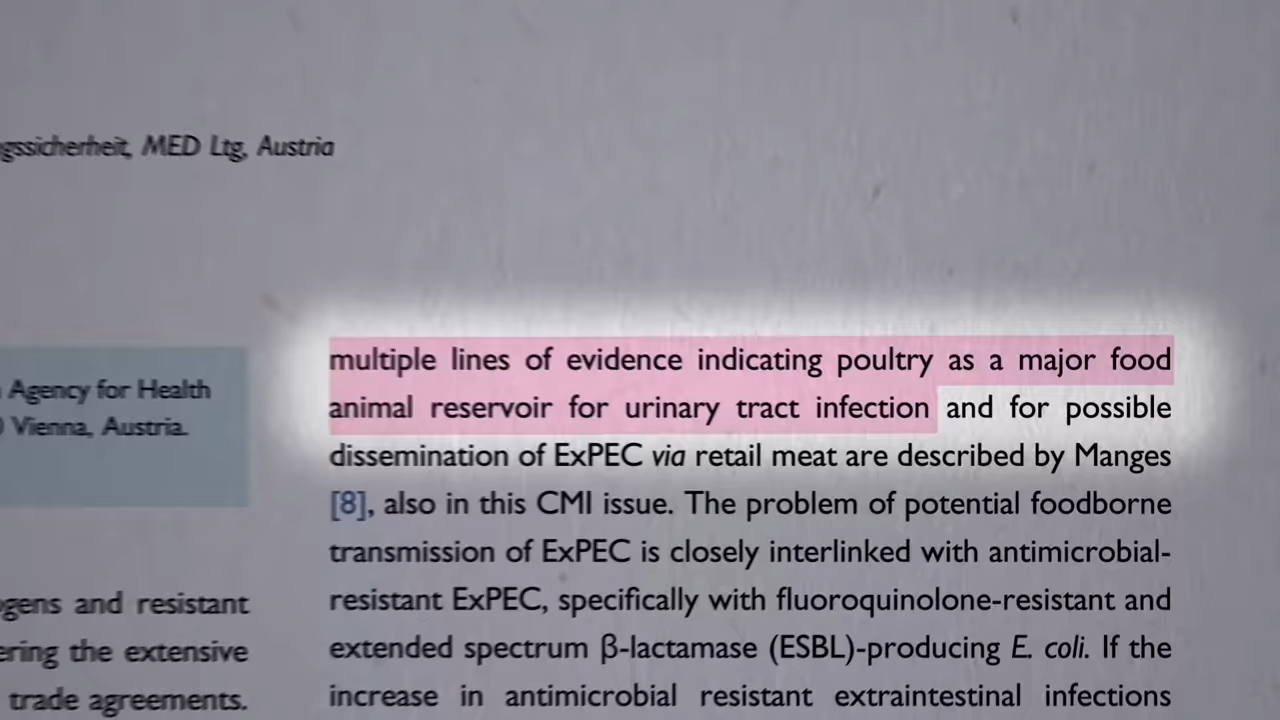 gssicherheit, MED Ltg, Austria
Agency for Health
Vienna, Austria.
ogens and resistant
ering the extensive
trade agreements.
multiple lines of evidence indicating poultry as a major food
animal reservoir for urinary tract infection and for possible
dissemination of ExPEC via retail meat are described by Manges
[8], also in this CMI issue. The problem of potential foodborne
transmission of ExPEC is closely interlinked with antimicrobial-
resistant ExPEC, specifically with fluoroquinolone-resistant and
extended spectrum β-lactamase (ESBL)-producing E. coli. If the
increase in antimicrobial resistant extraintestinal infections